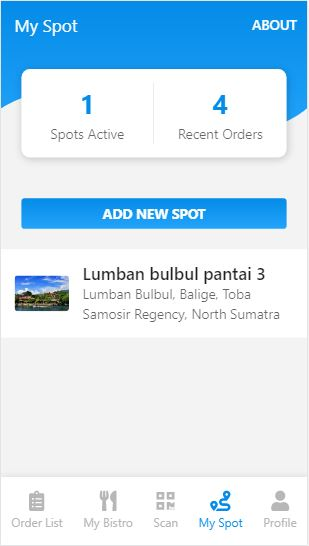 My Spot
ABOUT
1
4
Spots Active
Recent Orders
ADD NEW SPOT
Lumban bulbul pantai 3
Lumban Bulbul, Balige, Toba
Samosir Regency, North Sumatra
Order List
My Bistro
Scan
My Spot
Profile